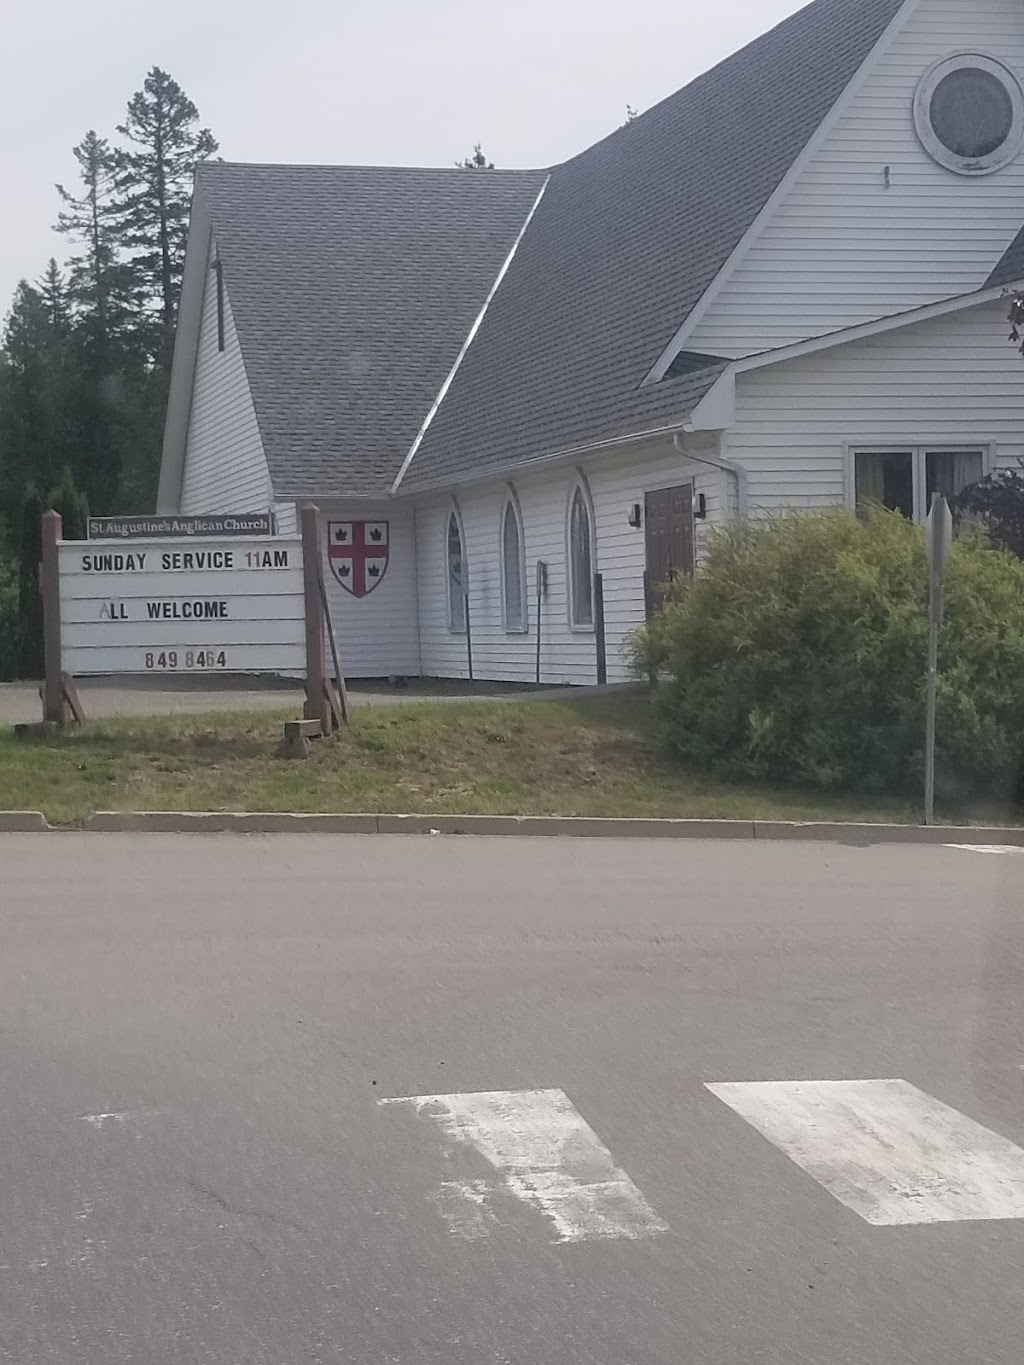 St. Augustine's Anglican Church
SUNDAY SERVICE 11AM
ALL WELCOME
849 8464